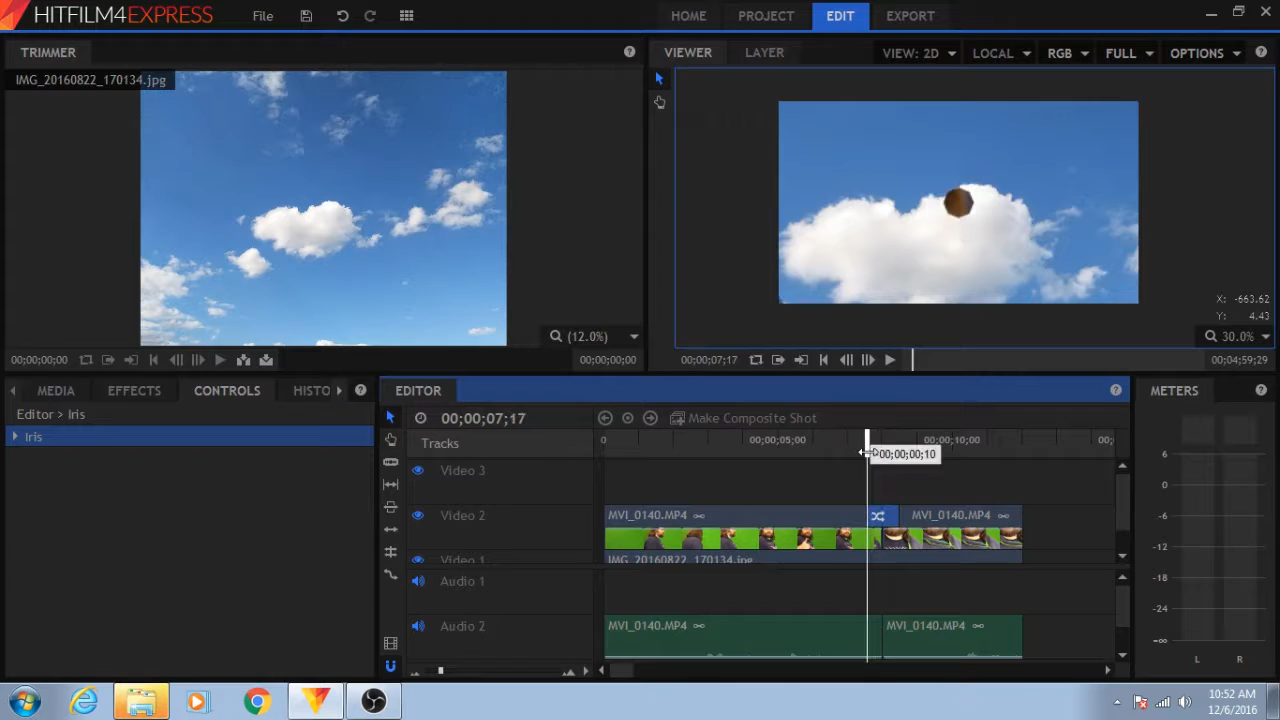 HITFILM4EXPRESS
File
HOME
PROJECT
EDIT
EXPORT
TRIMMER
IMG_20160822_170134.jpg
(12.0%)
00;00;00;00
00;00;00;00
VIEWER
LAYER
VIEW: 2D
LOCAL
RGB
FULL
OPTIONS
X: -663.62
Y: 4.43
30.0%
00;00;07;17
00;04;59;29
MEDIA
EFFECTS
CONTROLS
HISTO
Editor > Iris
Iris
EDITOR
00;00;07;17
Make Composite Shot
Tracks
0
00;00;05;00
00;00;10;00
00;
-00;00;00;10
Video 3
Video 2
MVI_0140.MP4
MVI_0140.MP4
Video 1
IMG_20160822_170134.jpg
Audio 1
Audio 2
MVI_0140.MP4
MVI_0140.MP4
METERS
6
0
-6
-12
-18
-24
-∞
L R
10:52 AM
12/6/2016